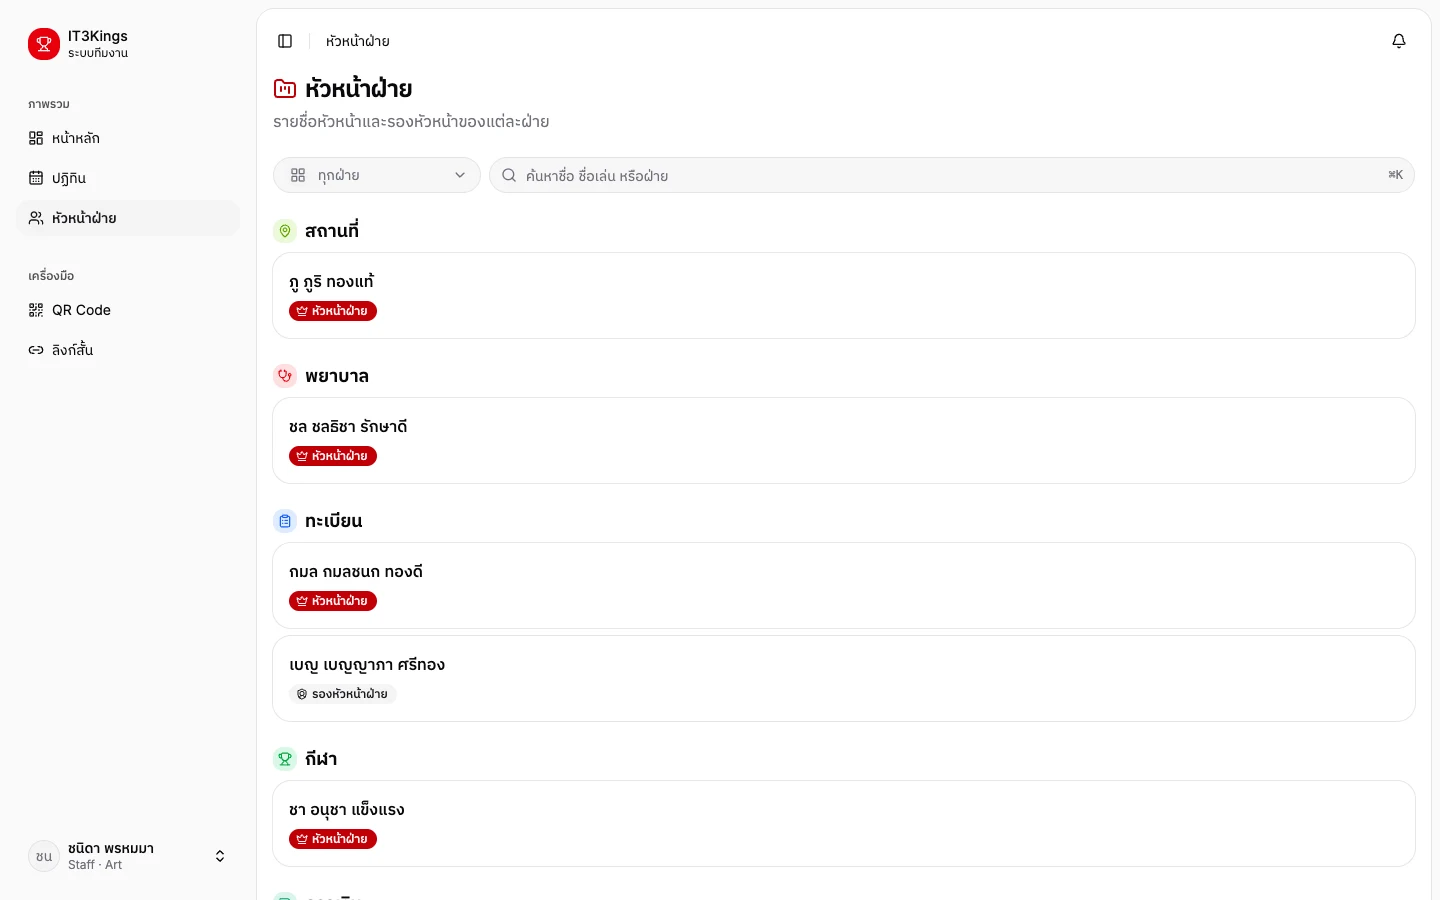 IT3Kings
ระบบทีมงาน
ภาพรวม
หน้าหลัก
ปฏิทิน
หัวหน้าฝ่าย
เครื่องมือ
QR Code
ลิงก์สั้น
ชน
ชนิดา พรหมมา
Staff · Art
หัวหน้าฝ่าย
หัวหน้าฝ่าย
รายชื่อหัวหน้าและรองหัวหน้าของแต่ละฝ่าย
ทุกฝ่าย
ค้นหาชื่อ ชื่อเล่น หรือฝ่าย
⌘K
สถานที่
ภู ภูริ ทองแท้
หัวหน้าฝ่าย
พยาบาล
ชล ชลธิชา รักษาดี
หัวหน้าฝ่าย
ทะเบียน
กมล กมลชนก ทองดี
หัวหน้าฝ่าย
เบญ เบญญาภา ศรีทอง
รองหัวหน้าฝ่าย
กีฬา
ชา อนุชา แข็งแรง
หัวหน้าฝ่าย